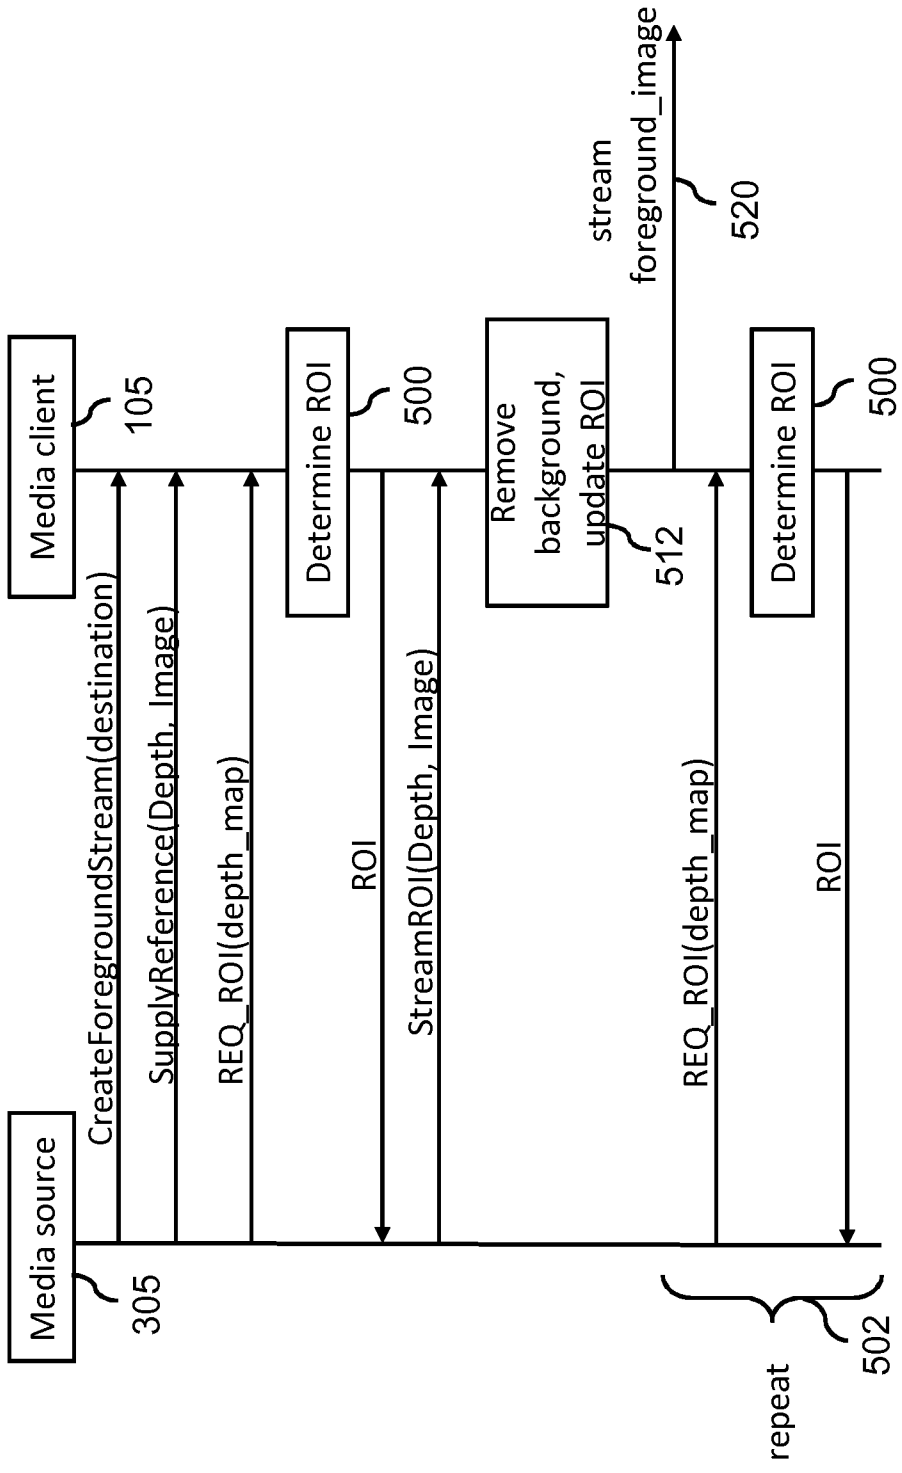 Media source
305
Media client
105
CreateForegroundStream(destination)
SupplyReference(Depth, Image)
REQ_ROI(depth_map)
Determine ROI
500
ROI
StreamROI(Depth, Image)
Remove
background,
update ROI
512
stream
foreground_image
520
REQ_ROI(depth_map)
Determine ROI
500
ROI
repeat
502